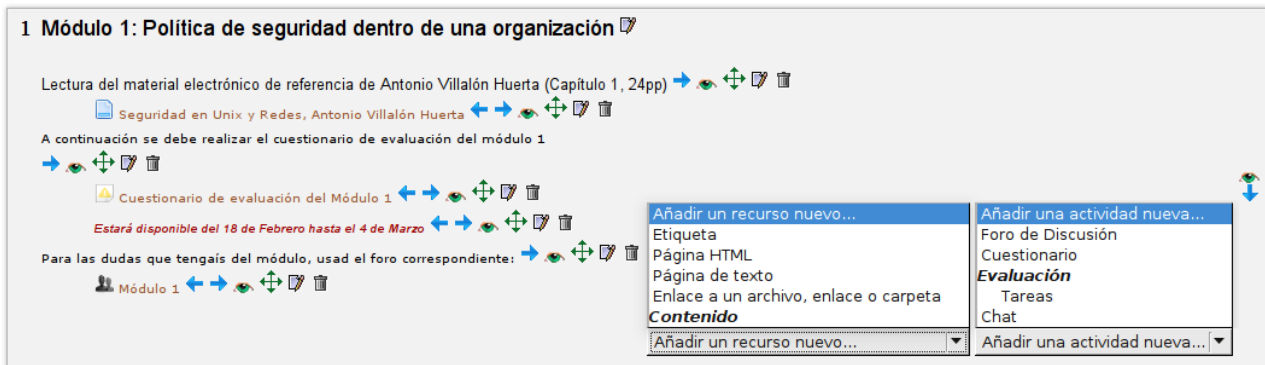 1 Módulo 1: Política de seguridad dentro de una organización
Lectura del material electrónico de referencia de Antonio Villalón Huerta (Capítulo 1, 24pp)
Seguridad en Unix y Redes, Antonio Villalón Huerta
A continuación se debe realizar el cuestionario de evaluación del módulo 1
Cuestionario de evaluación del Módulo 1
Estará disponible del 18 de Febrero hasta el 4 de Marzo
Para las dudas que tengaís del módulo, usad el foro correspondiente:
Módulo 1
Añadir un recurso nuevo...
Etiqueta
Página HTML
Página de texto
Enlace a un archivo, enlace o carpeta
Contenido
Añadir un recurso nuevo...
Añadir una actividad nueva...
Foro de Discusión
Cuestionario
Evaluación
Tareas
Chat
Añadir una actividad nueva...